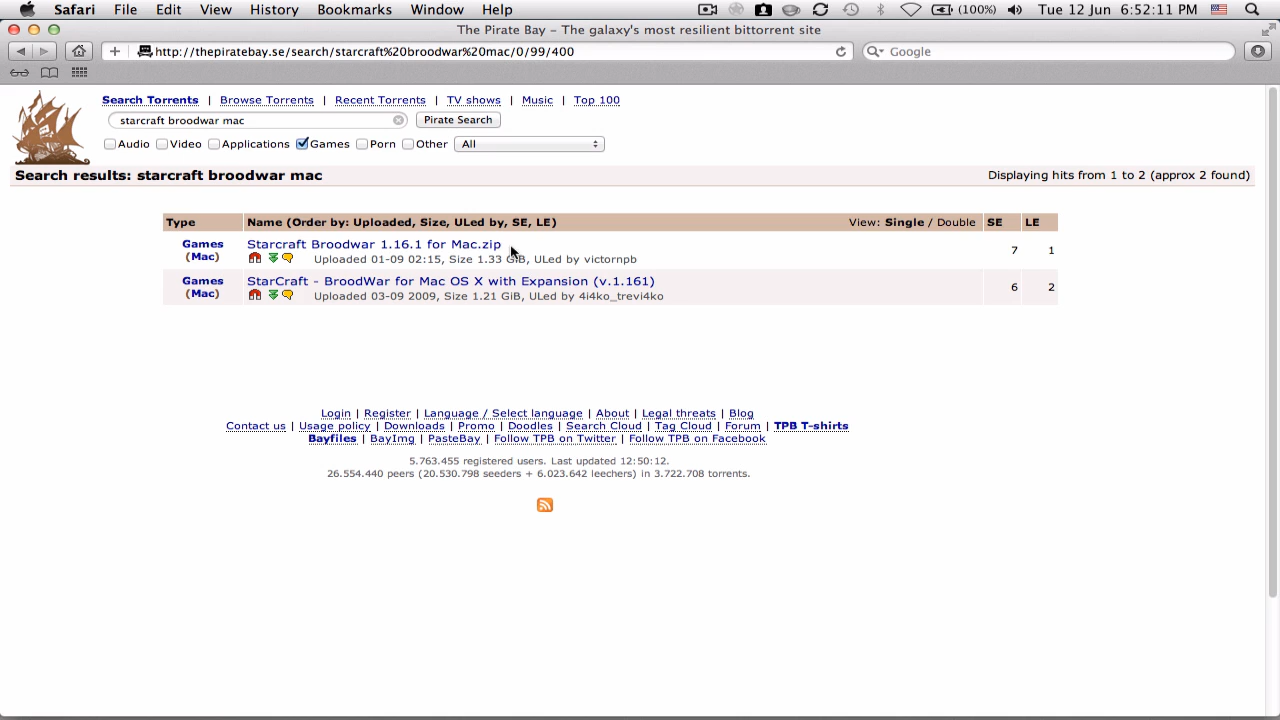 Safari File Edit View History Bookmarks Window Help (100%) Tue 12 Jun 6:52:11 PM
The Pirate Bay – The galaxy's most resilient bittorrent site
http://thepiratebay.se/search/starcraft%20broodwar%20mac/0/99/400 Google
Search Torrents | Browse Torrents | Recent Torrents | TV shows | Music | Top 100
starcraft broodwar mac Pirate Search
Audio Video Applications Games Porn Other All
Search results: starcraft broodwar mac Displaying hits from 1 to 2 (approx 2 found)
Type Name (Order by: Uploaded, Size, ULed by, SE, LE) View: Single / Double SE LE
Games (Mac) Starcraft Broodwar 1.16.1 for Mac.zip 7 1
Uploaded 01-09 02:15, Size 1.33 GiB, ULed by victornpb
Games (Mac) StarCraft - BroodWar for Mac OS X with Expansion (v.1.161) 6 2
Uploaded 03-09 2009, Size 1.21 GiB, ULed by 4i4ko_trevi4ko
Login | Register | Language / Select language | About | Legal threats | Blog
Contact us | Usage policy | Downloads | Promo | Doodles | Search Cloud | Tag Cloud | Forum | TPB T-shirts
Bayfiles | BayImg | PasteBay | Follow TPB on Twitter | Follow TPB on Facebook
5.763.455 registered users. Last updated 12:50:12.
26.554.440 peers (20.530.798 seeders + 6.023.642 leechers) in 3.722.708 torrents.